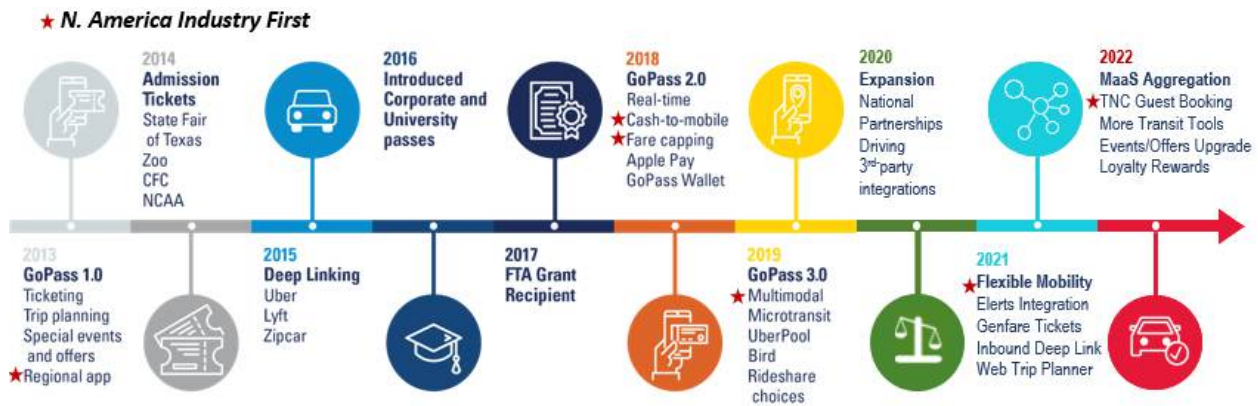 ★ N. America Industry First
2013
GoPass 1.0
Ticketing
Trip planning
Special events
and offers
★Regional app
2014
Admission
Tickets
State Fair
of Texas
Zoo
CFC
NCAA
2015
Deep Linking
Uber
Lyft
Zipcar
2016
Introduced
Corporate and
University
passes
2017
FTA Grant
Recipient
2018
GoPass 2.0
Real-time
★Cash-to-mobile
★Fare capping
Apple Pay
GoPass Wallet
2019
GoPass 3.0
★Multimodal
Microtransit
UberPool
Bird
Rideshare
choices
2020
Expansion
National
Partnerships
Driving
3rd-party
integrations
2021
★Flexible Mobility
Elerts Integration
Genfare Tickets
Inbound Deep Link
Web Trip Planner
2022
MaaS Aggregation
★TNC Guest Booking
More Transit Tools
Events/Offers Upgrade
Loyalty Rewards